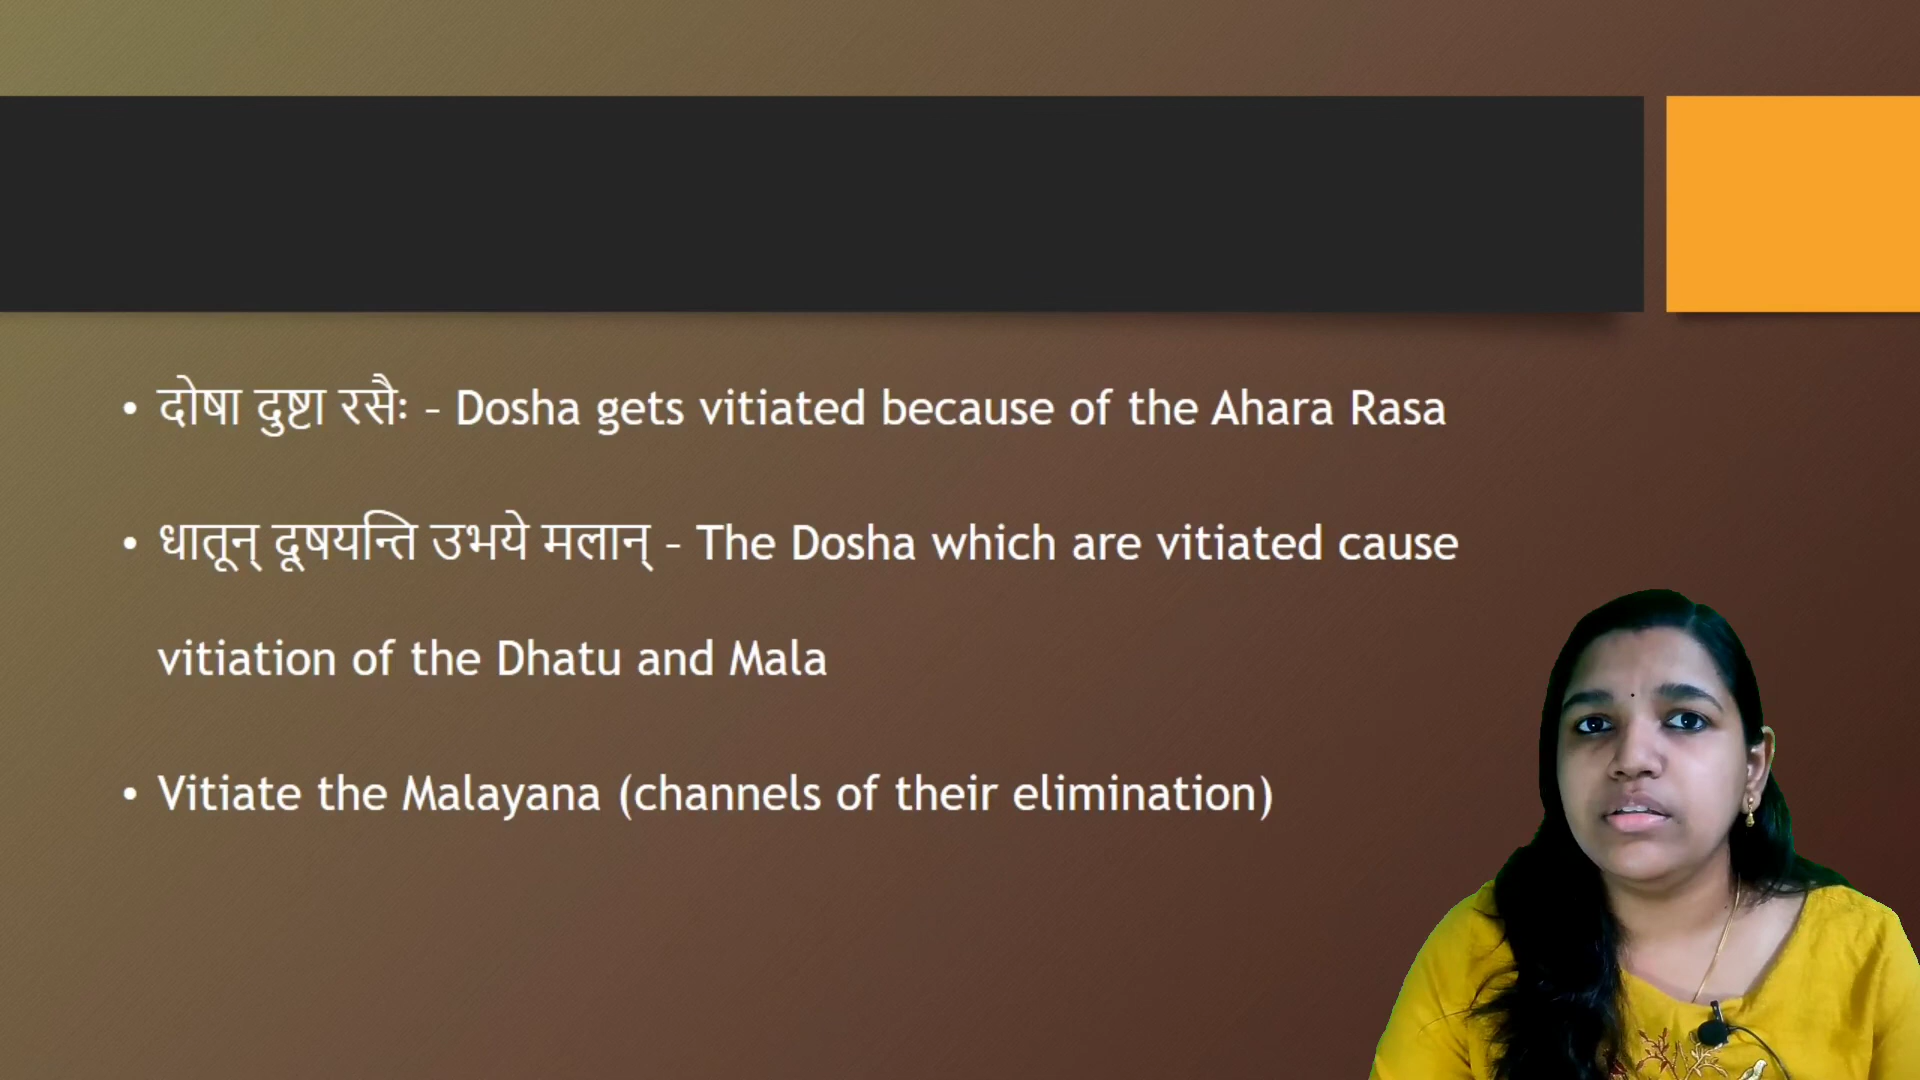 • दोषा दुष्टा रसैः – Dosha gets vitiated because of the Ahara Rasa
• धातून् दूषयन्ति उभये मलान् – The Dosha which are vitiated cause
vitiation of the Dhatu and Mala
• Vitiate the Malayana (channels of their elimination)